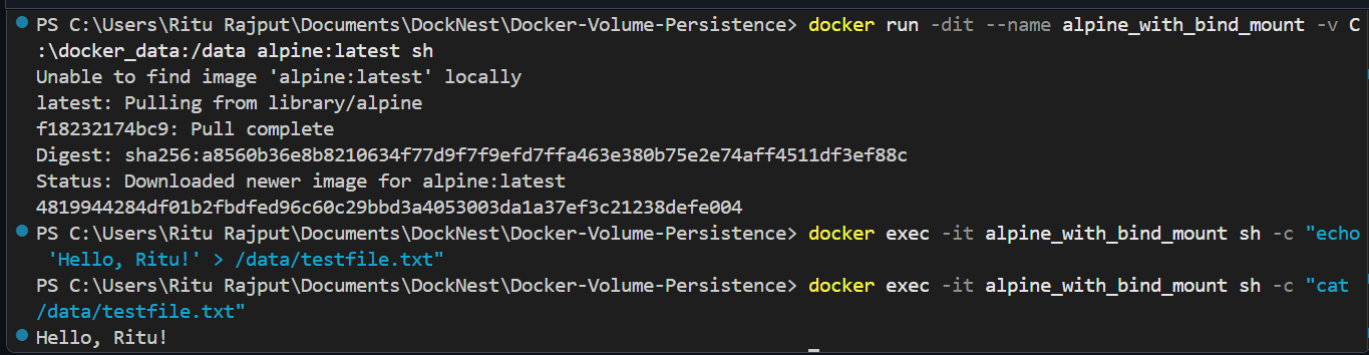 PS C:\Users\Ritu Rajput\Documents\DockNest\Docker-Volume-Persistence> docker run -dit --name alpine_with_bind_mount -v C
:\docker_data:/data alpine:latest sh
Unable to find image 'alpine:latest' locally
latest: Pulling from library/alpine
f18232174bc9: Pull complete
Digest: sha256:a8560b36e8b8210634f77d9f7f9efd7ffa463e380b75e2e74aff4511df3ef88c
Status: Downloaded newer image for alpine:latest
4819944284df01b2fbdfed96c60c29bbd3a4053003da1a37ef3c21238defe004
PS C:\Users\Ritu Rajput\Documents\DockNest\Docker-Volume-Persistence> docker exec -it alpine_with_bind_mount sh -c "echo
 'Hello, Ritu!' > /data/testfile.txt"
PS C:\Users\Ritu Rajput\Documents\DockNest\Docker-Volume-Persistence> docker exec -it alpine_with_bind_mount sh -c "cat
/data/testfile.txt"
Hello, Ritu!